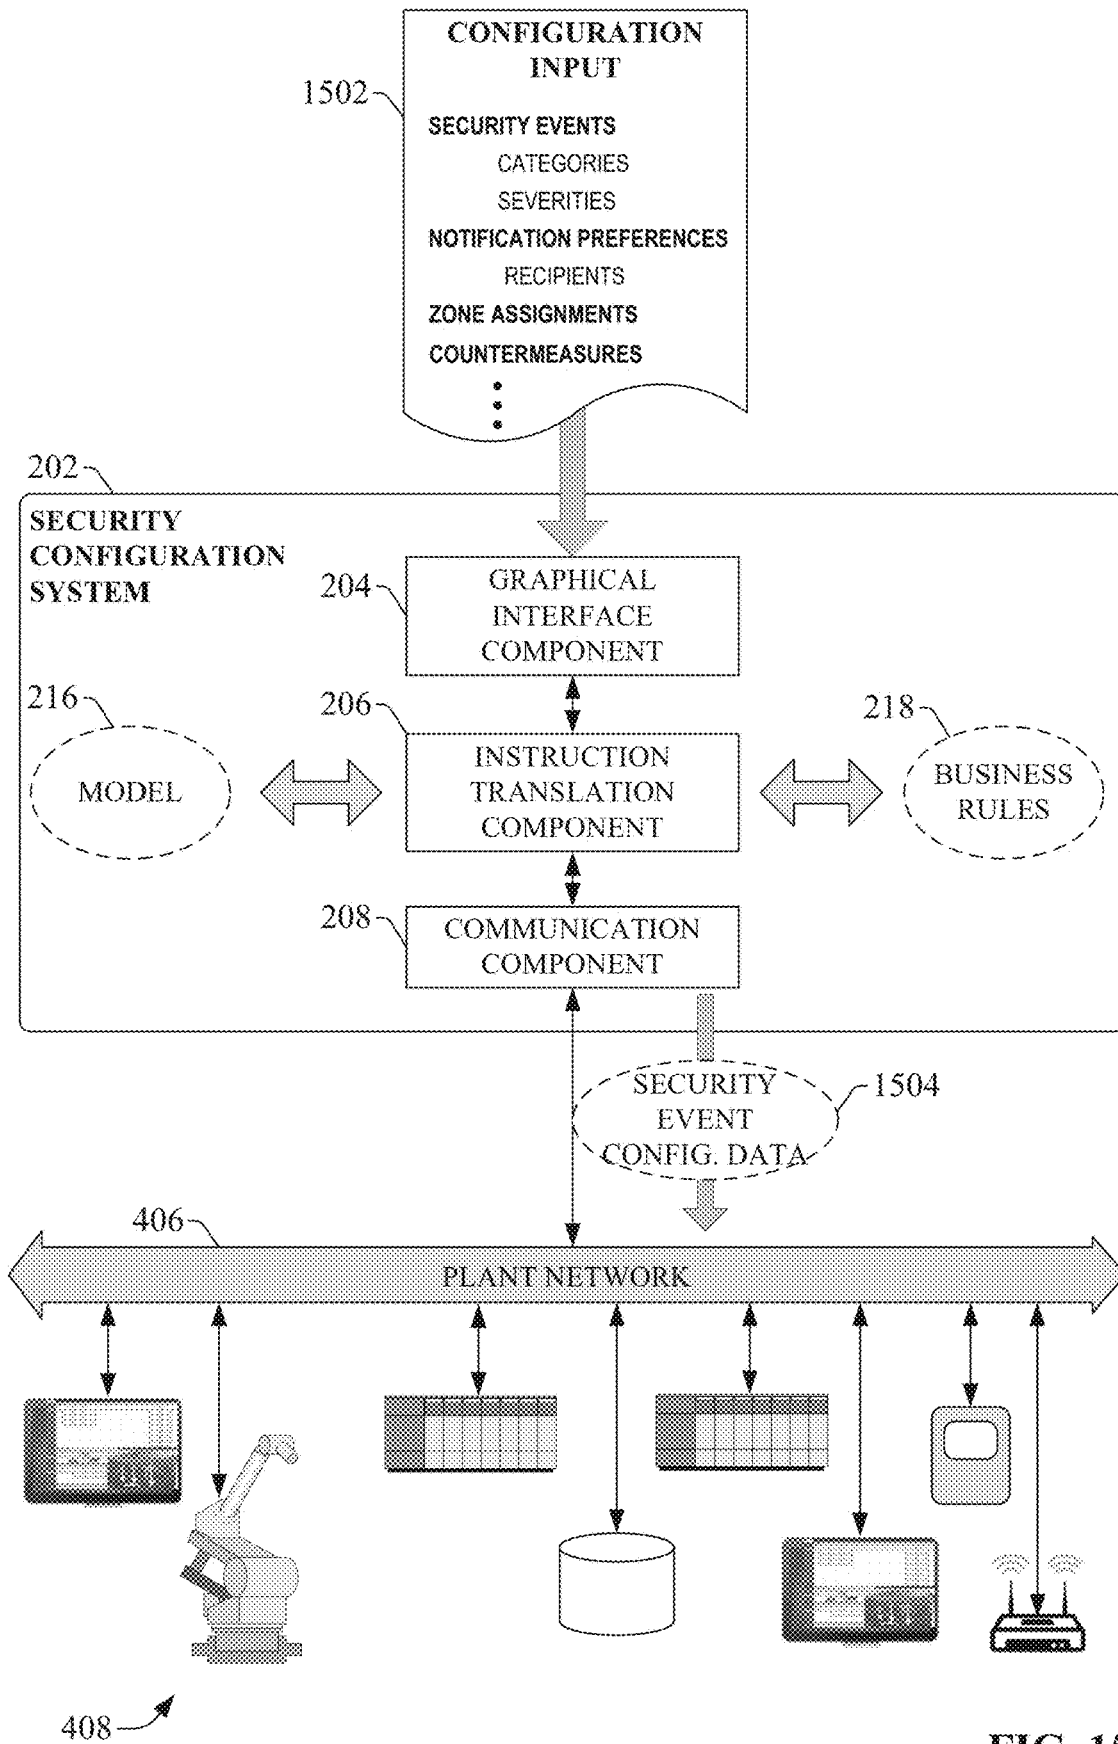 CONFIGURATION
INPUT
1502
SECURITY EVENTS
CATEGORIES
SEVERITIES
NOTIFICATION PREFERENCES
RECIPIENTS
ZONE ASSIGNMENTS
COUNTERMEASURES
202
SECURITY
CONFIGURATION
SYSTEM
204
GRAPHICAL
INTERFACE
COMPONENT
216
MODEL
206
INSTRUCTION
TRANSLATION
COMPONENT
218
BUSINESS
RULES
208
COMMUNICATION
COMPONENT
SECURITY
EVENT
CONFIG. DATA
1504
406
PLANT NETWORK
408
FIG.